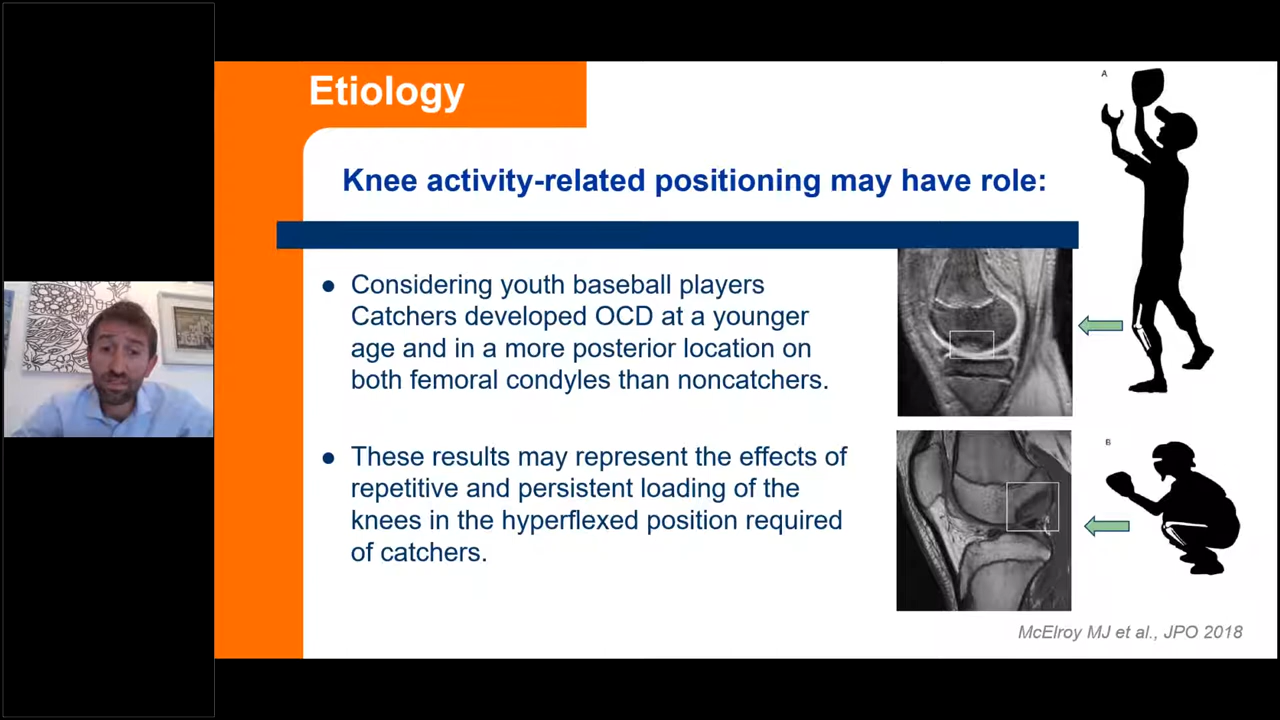 Etiology
Knee activity-related positioning may have role:
● Considering youth baseball players
Catchers developed OCD at a younger
age and in a more posterior location on
both femoral condyles than noncatchers.
● These results may represent the effects of
repetitive and persistent loading of the
knees in the hyperflexed position required
of catchers.
A
B
McElroy MJ et al., JPO 2018